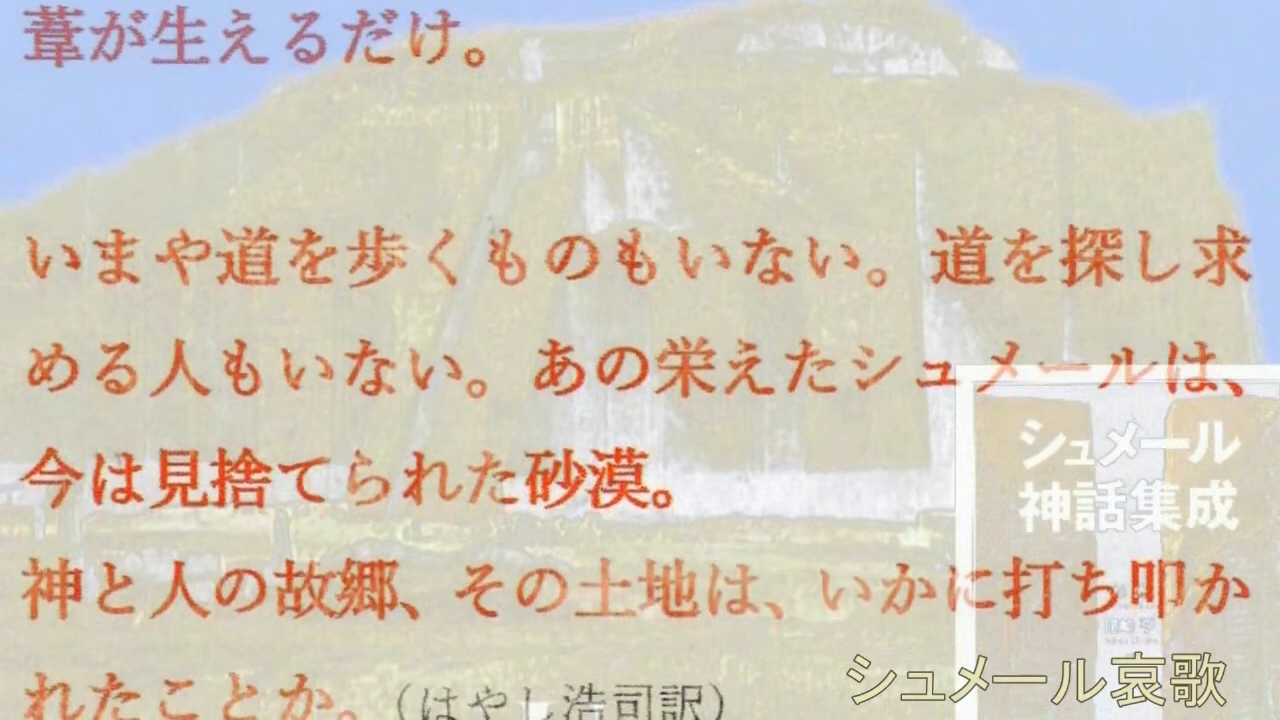 葦が生えるだけ。
いまや道を歩くものもいない。道を探し求
める人もいない。あの栄えたシュメールは、
今は見捨てられた砂漠。
神と人の故郷、その土地は、いかに打ち叩か
れたことか。（はやし浩司訳）
シュメール
神話集成
シュメール哀歌